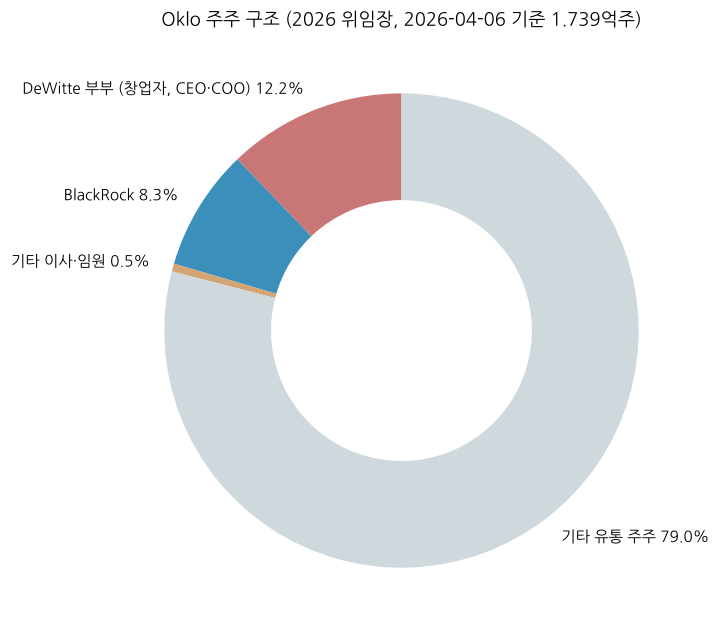 Oklo 주주 구조 (2026 위임장, 2026-04-06 기준 1.739억주)
DeWitte 부부 (창업자, CEO·COO) 12.2%
BlackRock 8.3%
기타 이사·임원 0.5%
기타 유통 주주 79.0%